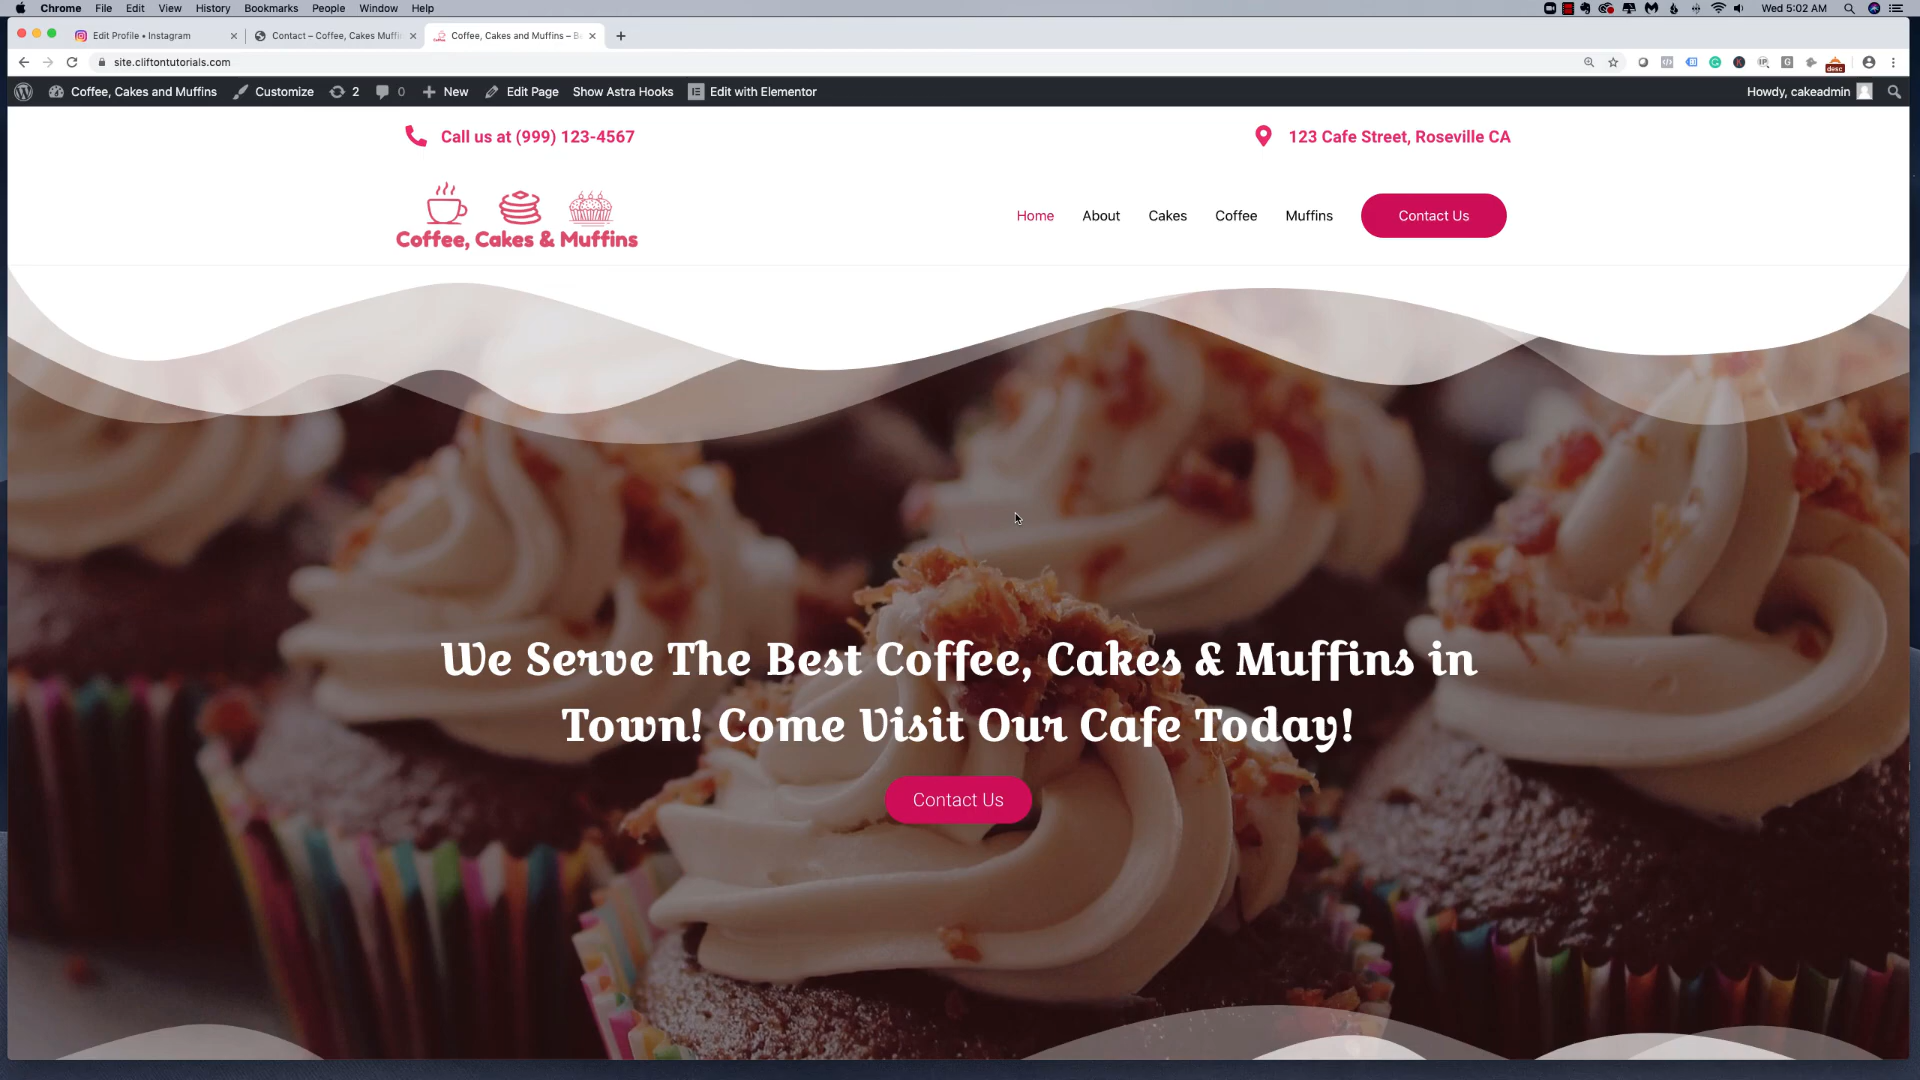 Chrome File Edit View History Bookmarks People Window Help
Wed 5:02 AM
Edit Profile • Instagram
Contact – Coffee, Cakes Muffin
Coffee, Cakes and Muffins – B
site.cliftontutorials.com
desc
Coffee, Cakes and Muffins Customize 2 0 New Edit Page Show Astra Hooks Edit with Elementor
Howdy, cakeadmin
Call us at (999) 123-4567
123 Cafe Street, Roseville CA
Coffee, Cakes & Muffins
Home About Cakes Coffee Muffins Contact Us
We Serve The Best Coffee, Cakes & Muffins in
Town! Come Visit Our Cafe Today!
Contact Us